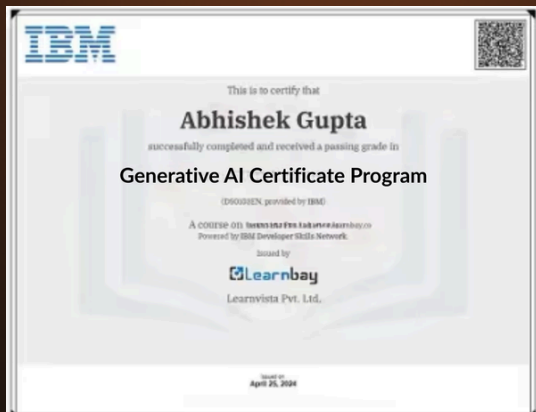 IBM
This is to certify that
Abhishek Gupta
successfully completed and received a passing grade in
Generative AI Certificate Program
provided by IBM)
A course on
Powered by IBM Developer Skills Network.
Issued by
Learnbay
Learnvista Pvt. Ltd.
Issued on
April 25, 2024